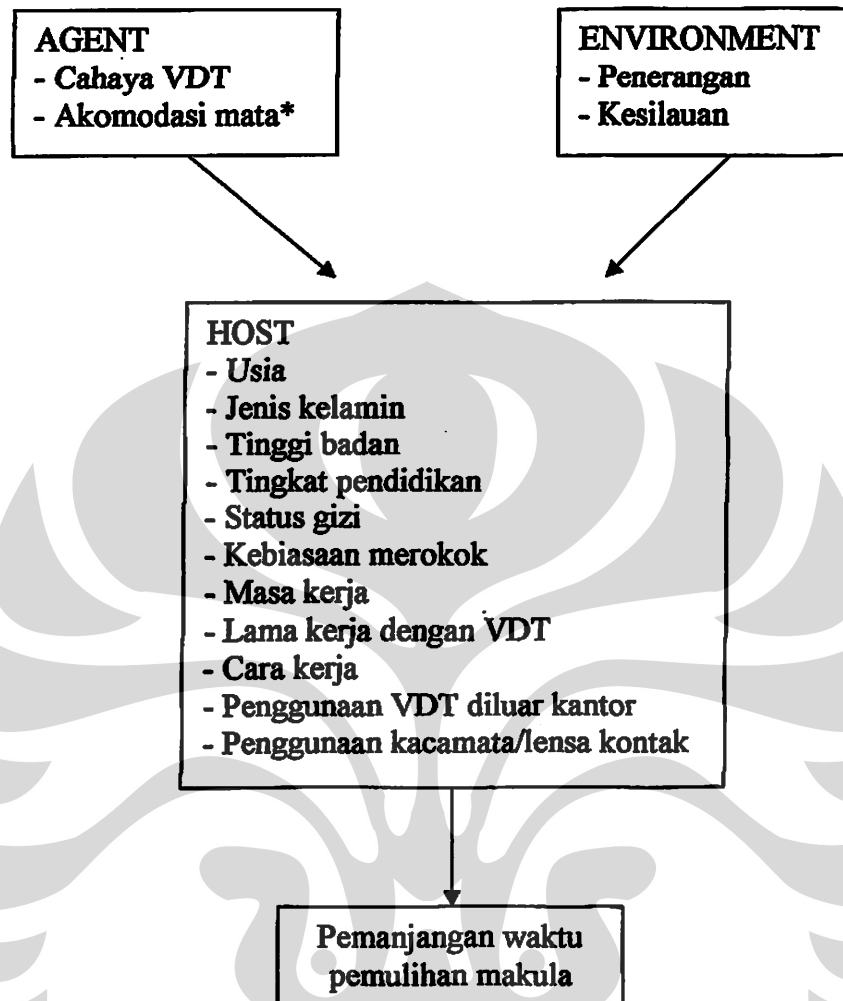 AGENT
- Cahaya VDT
- Akomodasi mata*
ENVIRONMENT
- Penerangan
- Kesilauan
HOST
- Usia
- Jenis kelamin
- Tinggi badan
- Tingkat pendidikan
- Status gizi
- Kebiasaan merokok
- Masa kerja
- Lama kerja dengan VDT
- Cara kerja
- Penggunaan VDT diluar kantor
- Penggunaan kacamata/lensa kontak
Pemanjangan waktu
pemulihan makula